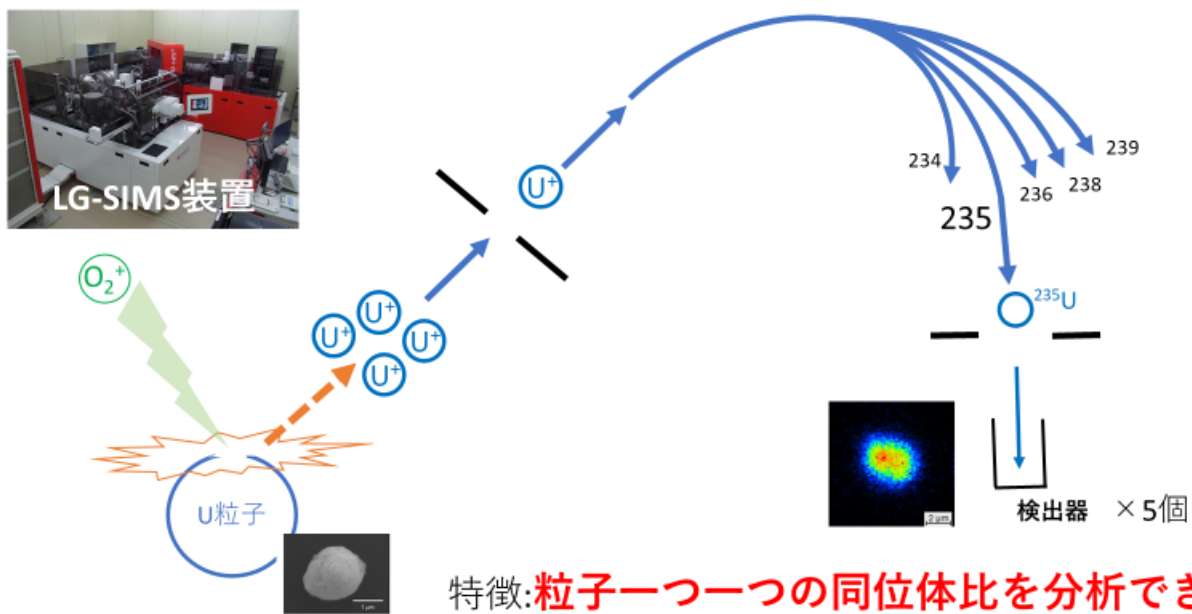 LG-SIMS装置
O₂⁺
U⁺
U⁺
U⁺
U⁺
U⁺
234
235
236
238
239
²³⁵U
U粒子
1 μm
2 μm
検出器 ×5個
特徴:粒子一つ一つの同位体比を分析でき